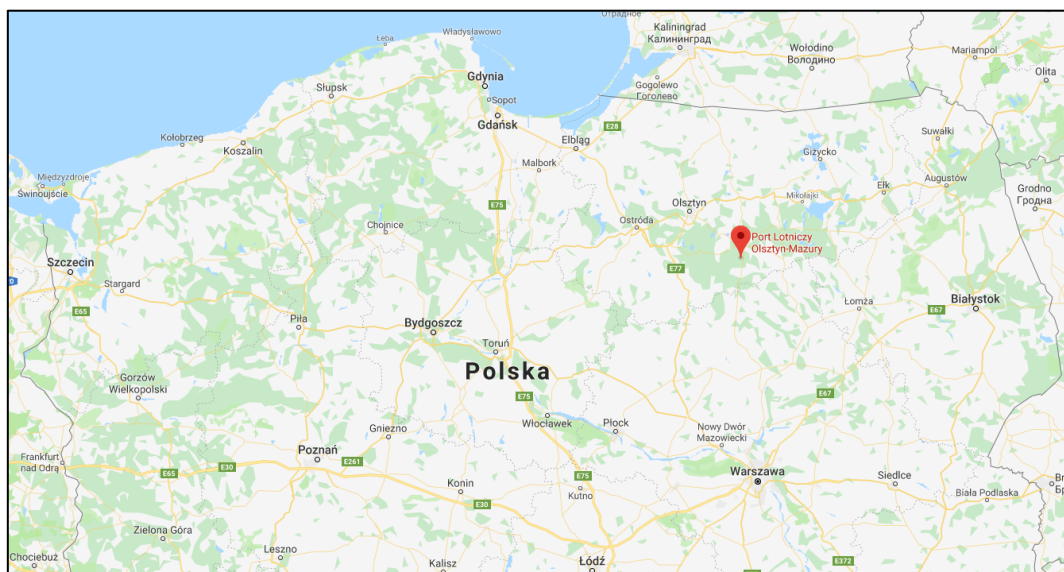 Отрадное
Władysławowo
Łeba
Kaliningrad
Калининград
Wołodino
Володино
Mariampol
Olita
Gdynia
Sopot
Słupsk
Gdańsk
Gogolewo
Гоголево
E28
Elbląg
Kołobrzeg
Koszalin
Malbork
Suwałki
Giżycko
Międzyzdroje
Świnoujście
Augustów
Ełk
Mikołajki
Grodno
Гродна
E75
Olsztyn
Ostróda
Chojnice
Port Lotniczy
Olsztyn-Mazury
Szczecin
E77
Stargard
Białystok
Łomża
E67
E65
Piła
Bydgoszcz
Toruń
Polska
Gorzów
Wielkopolski
E75
E67
Włocławek
Płock
Nowy Dwór
Mazowiecki
Gniezno
Frankfurt
nad Odrą
Poznań
E261
E65
E30
Warszawa
Siedlce
E75
Konin
Kutno
Biała Podlaska
E30
Zielona Góra
Chociebuż
Leszno
Kalisz
Łódź
E372